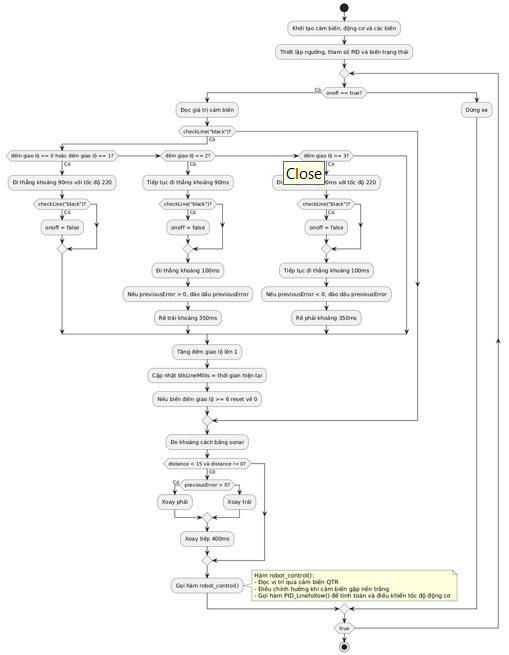 Khởi tạo cảm biến, động cơ và các biến
Thiết lập ngưỡng, tham số PID và biến trạng thái
onoff == true?
Có
Đọc giá trị cảm biến
Dừng xe
checkLine("black")?
Có
đếm giao lộ == 0 hoặc đếm giao lộ == 1?
đếm giao lộ == 2?
đếm giao lộ >= 3?
Có
Có
Close
Đi thẳng khoảng 90ms với tốc độ 220
Tiếp tục đi thẳng khoảng 90ms
90ms với tốc độ 220
checkLine("black")?
checkLine("black")?
checkLine("black")?
Có
Có
Có
onoff = false
onoff = false
onoff = false
Đi thẳng khoảng 100ms
Tiếp tục đi thẳng khoảng 100ms
Nếu previousError > 0, đảo dấu previousError
Nếu previousError < 0, đảo dấu previousError
Rẽ trái khoảng 350ms
Rẽ phải khoảng 350ms
Tăng đếm giao lộ lên 1
Cập nhật blkLineMillis = thời gian hiện tại
Nếu biến đếm giao lộ >= 6 reset về 0
Đo khoảng cách bằng sonar
distance < 15 và distance != 0?
Có
previousError > 0?
Có
Xoay phải
Xoay trái
Xoay tiếp 400ms
Gọi hàm robot_control()
Hàm robot_control():
- Đọc vị trí qua cảm biến QTR
- Điều chỉnh hướng khi cảm biến gặp nền trắng
- Gọi hàm PID_Linefollow() để tính toán và điều khiển tốc độ động cơ
true